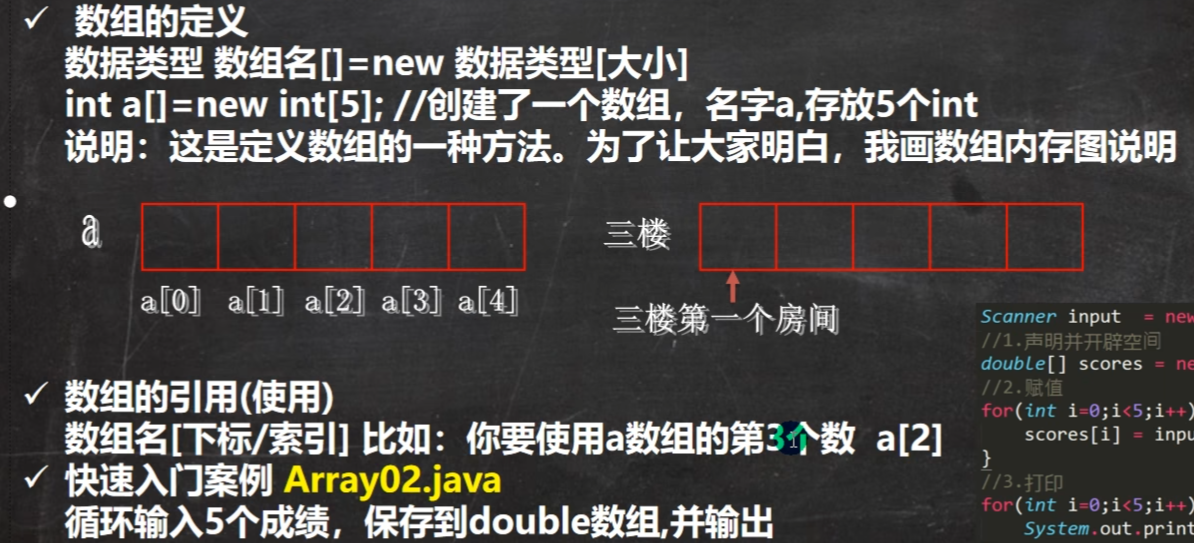 数组的定义
数据类型 数组名[]=new 数据类型[大小]
int a[]=new int[5]; //创建了一个数组，名字a,存放5个int
说明：这是定义数组的一种方法。为了让大家明白，我画数组内存图说明
a
a[0] a[1] a[2] a[3] a[4]
三楼
三楼第一个房间
数组的引用(使用)
数组名[下标/索引] 比如：你要使用a数组的第3个数 a[2]
快速入门案例 Array02.java
循环输入5个成绩，保存到double数组,并输出
Scanner input = new
//1.声明并开辟空间
double[] scores = ne
//2.赋值
for(int i=0;i<5;i++)
scores[i] = inpu
}
//3.打印
for(int i=0;i<5;i++)
System.out.print